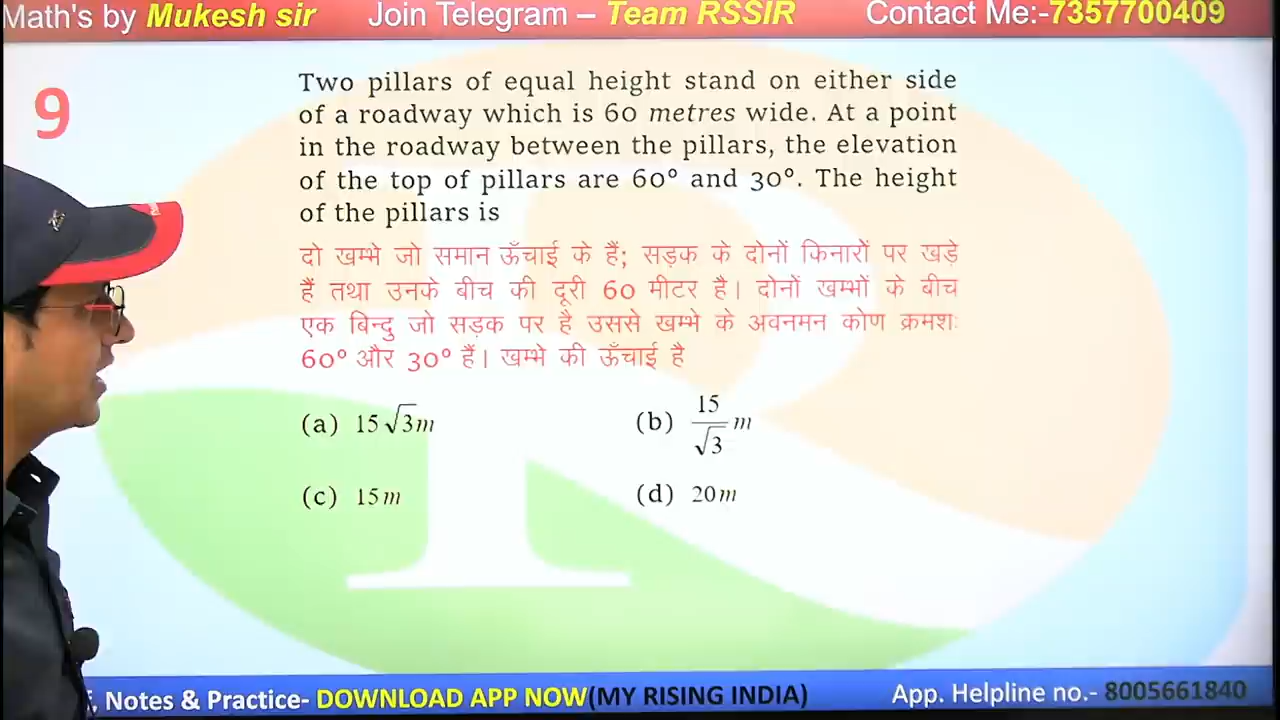 Math's by Mukesh sir Join Telegram – Team RSSIR Contact Me:-7357700409
9
Two pillars of equal height stand on either side
of a roadway which is 60 metres wide. At a point
in the roadway between the pillars, the elevation
of the top of pillars are 60° and 30°. The height
of the pillars is
दो खम्भे जो समान ऊँचाई के हैं; सड़क के दोनों किनारों पर खड़े
हैं तथा उनके बीच की दूरी 60 मीटर है। दोनों खम्भों के बीच
एक बिन्दु जो सड़क पर है उससे खम्भे के अवनमन कोण क्रमशः
60° और 30° हैं। खम्भे की ऊँचाई है
(a) 15√3 m (b) 15/√3 m
(c) 15 m (d) 20 m
, Notes & Practice- DOWNLOAD APP NOW(MY RISING INDIA) App. Helpline no.- 8005661840